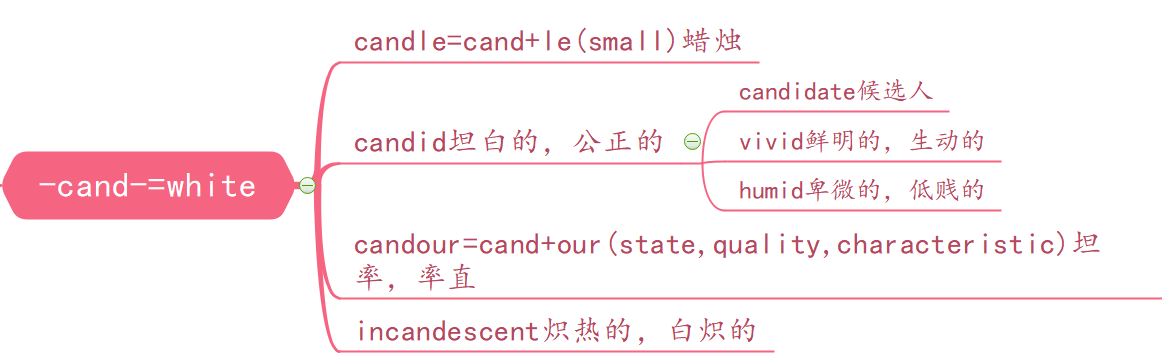 candle=cand+le(small)蜡烛
candidate候选人
candid坦白的，公正的
vivid鲜明的，生动的
humid卑微的，低贱的
-cand-=white
candour=cand+our(state,quality,characteristic)坦
率，率直
incandescent炽热的，白炽的